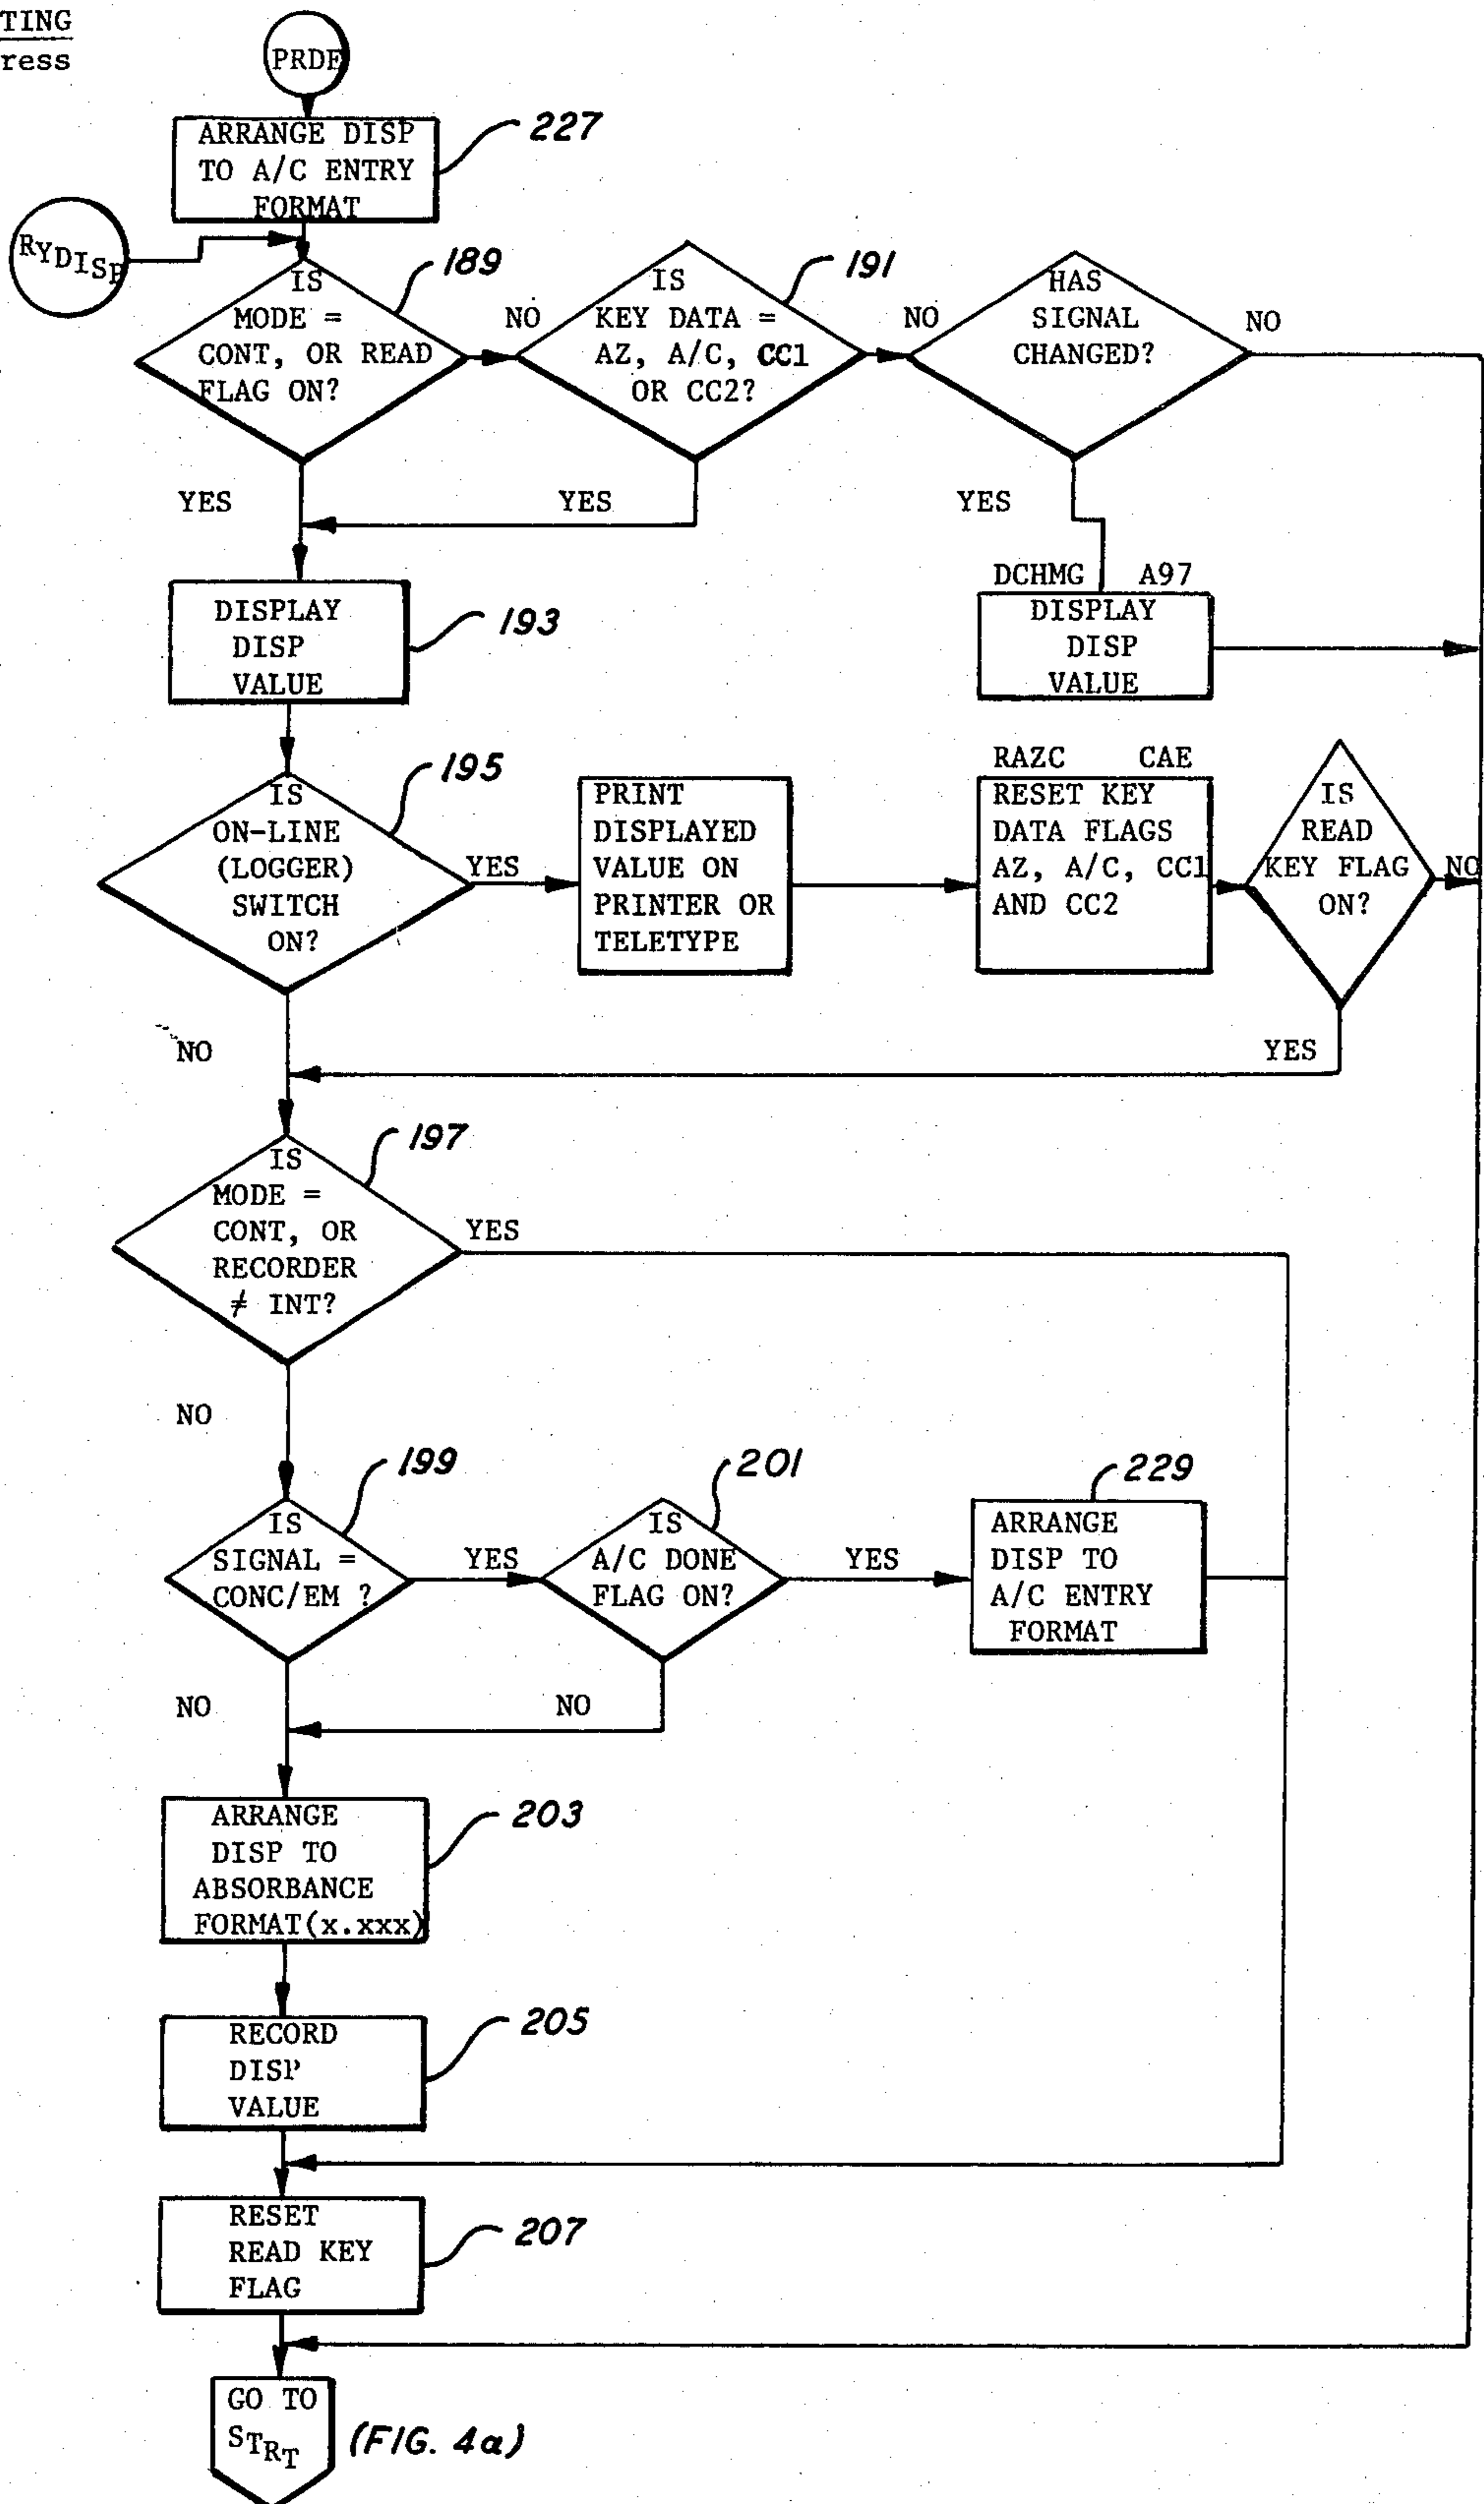 TING
ress
PRDE
ARRANGE DISP
TO A/C ENTRY
FORMAT
227
RYDISP
IS
MODE =
CONT, OR READ
FLAG ON?
189
NO
IS
KEY DATA =
AZ, A/C, CC1
OR CC2?
191
NO
HAS
SIGNAL
CHANGED?
NO
YES
YES
YES
DISPLAY
DISP
VALUE
193
DCHMG A97
DISPLAY
DISP
VALUE
IS
ON-LINE
(LOGGER)
SWITCH
ON?
195
YES
PRINT
DISPLAYED
VALUE ON
PRINTER OR
TELETYPE
RAZC CAE
RESET KEY
DATA FLAGS
AZ, A/C, CC1
AND CC2
IS
READ
KEY FLAG
ON?
NO
NO
YES
IS
MODE =
CONT, OR
RECORDER
≠ INT?
197
YES
NO
IS
SIGNAL =
CONC/EM ?
199
YES
IS
A/C DONE
FLAG ON?
201
YES
ARRANGE
DISP TO
A/C ENTRY
FORMAT
229
NO
NO
ARRANGE
DISP TO
ABSORBANCE
FORMAT(x.xxx)
203
RECORD
DISP
VALUE
205
RESET
READ KEY
FLAG
207
GO TO
STRT
(FIG. 4a)